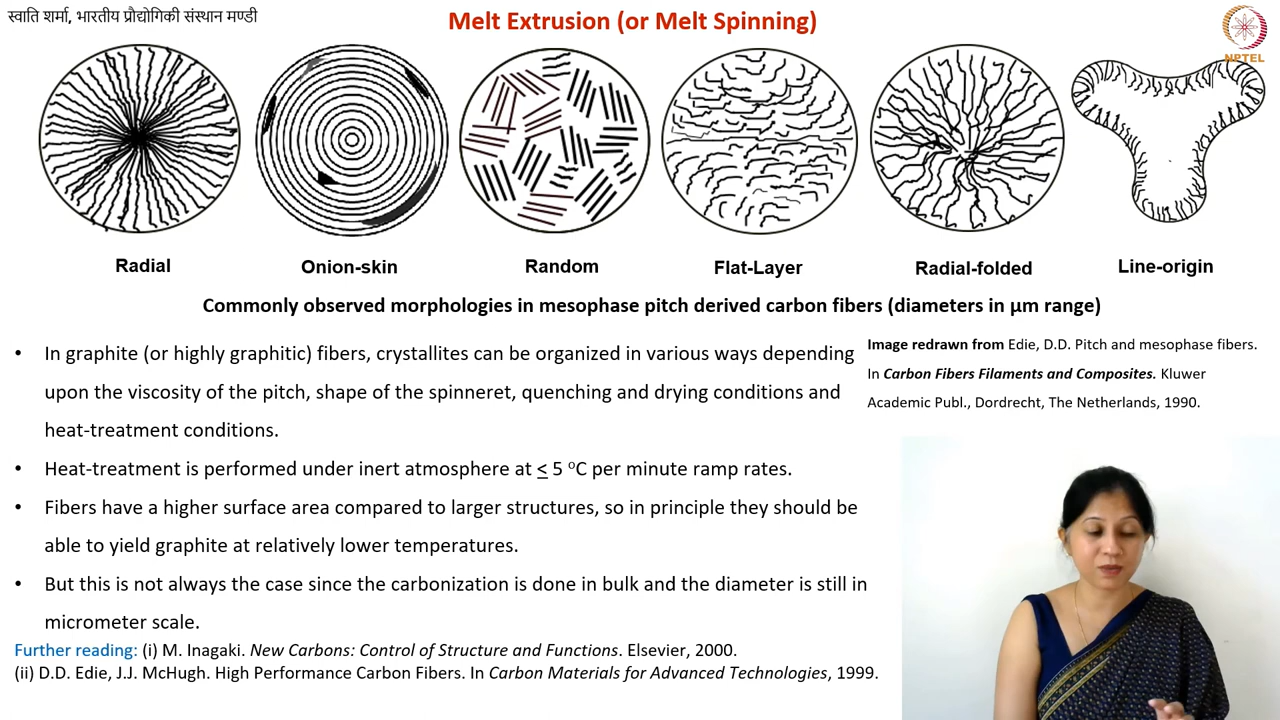 स्वाति शर्मा, भारतीय प्रौद्योगिकी संस्थान मण्डी
Melt Extrusion (or Melt Spinning)
NPTEL
Radial
Onion-skin
Random
Flat-Layer
Radial-folded
Line-origin
Commonly observed morphologies in mesophase pitch derived carbon fibers (diameters in µm range)
• In graphite (or highly graphitic) fibers, crystallites can be organized in various ways depending
upon the viscosity of the pitch, shape of the spinneret, quenching and drying conditions and
heat-treatment conditions.
• Heat-treatment is performed under inert atmosphere at ≤ 5 °C per minute ramp rates.
• Fibers have a higher surface area compared to larger structures, so in principle they should be
able to yield graphite at relatively lower temperatures.
• But this is not always the case since the carbonization is done in bulk and the diameter is still in
micrometer scale.
Image redrawn from Edie, D.D. Pitch and mesophase fibers.
In Carbon Fibers Filaments and Composites. Kluwer
Academic Publ., Dordrecht, The Netherlands, 1990.
Further reading: (i) M. Inagaki. New Carbons: Control of Structure and Functions. Elsevier, 2000.
(ii) D.D. Edie, J.J. McHugh. High Performance Carbon Fibers. In Carbon Materials for Advanced Technologies, 1999.